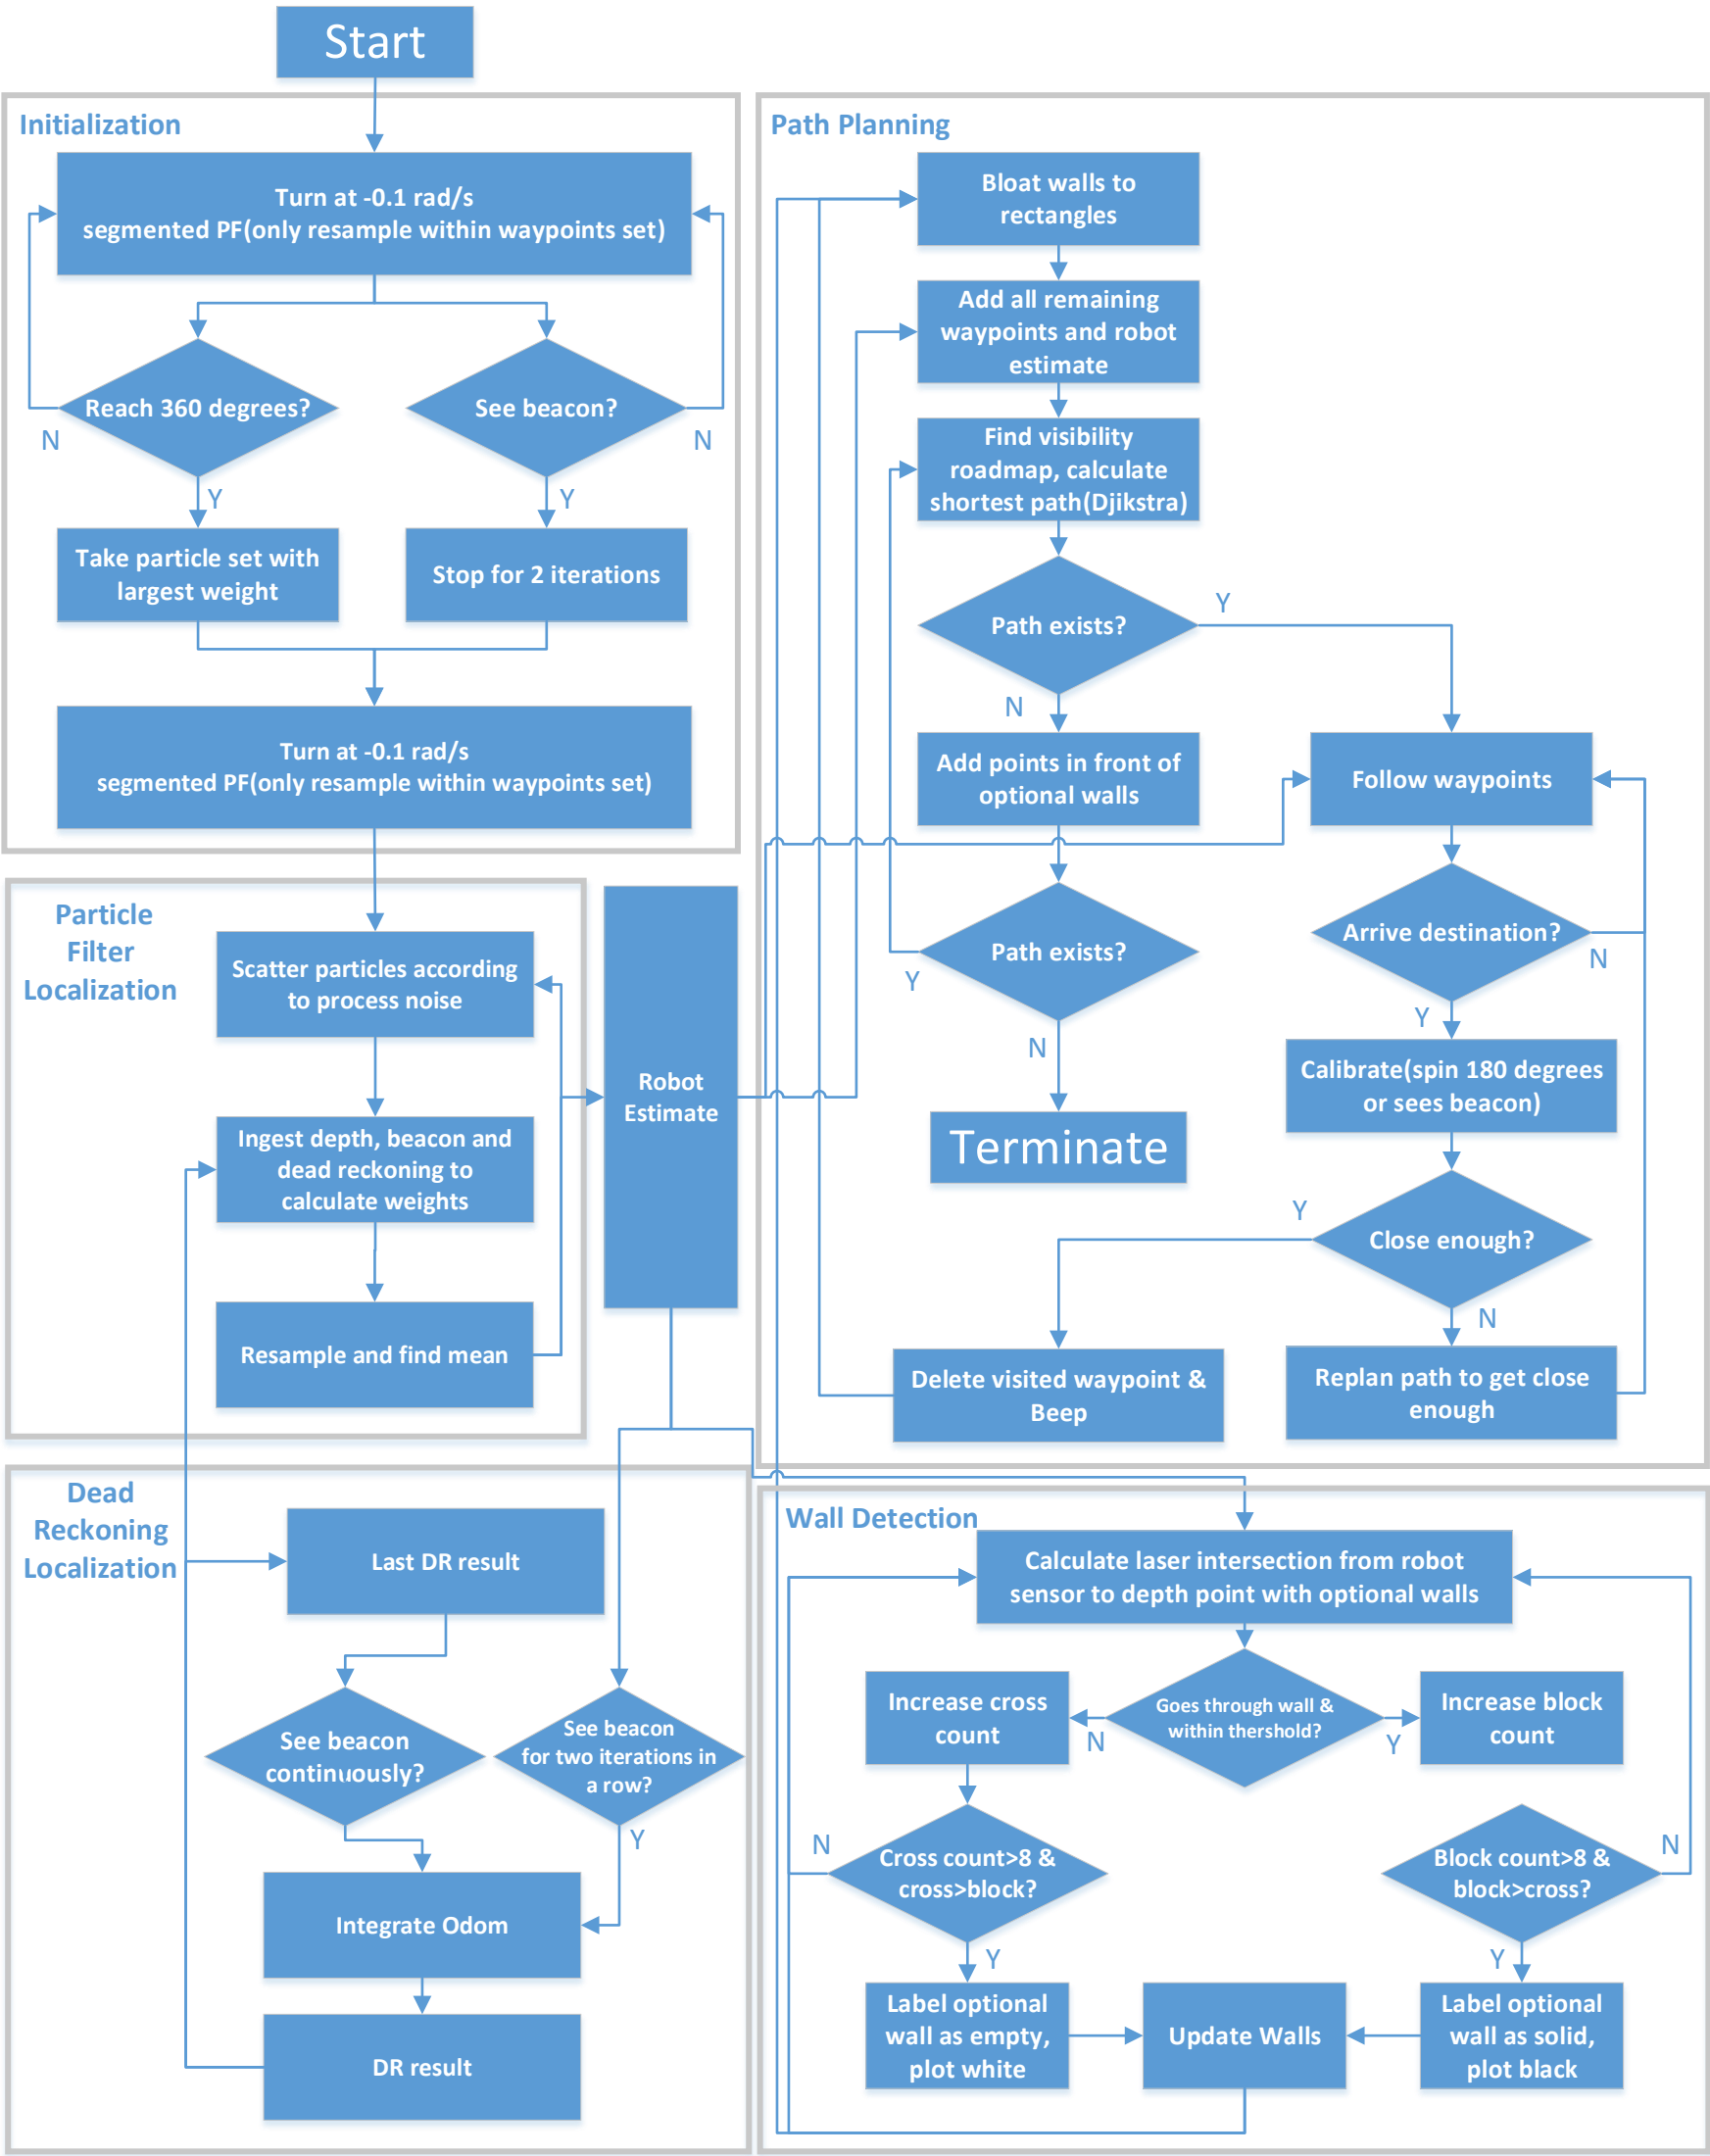 Start
Initialization
Turn at -0.1 rad/s
segmented PF(only resample within waypoints set)
Reach 360 degrees?
See beacon?
N
N
Y
Y
Take particle set with
largest weight
Stop for 2 iterations
Turn at -0.1 rad/s
segmented PF(only resample within waypoints set)
Particle
Filter
Localization
Scatter particles according
to process noise
Ingest depth, beacon and
dead reckoning to
calculate weights
Resample and find mean
Robot
Estimate
Dead
Reckoning
Localization
Last DR result
See beacon
continuously?
See beacon
for two iterations in
a row?
Y
Integrate Odom
DR result
Path Planning
Bloat walls to
rectangles
Add all remaining
waypoints and robot
estimate
Find visibility
roadmap, calculate
shortest path(Djikstra)
Path exists?
Y
N
Add points in front of
optional walls
Follow waypoints
Path exists?
Y
N
Terminate
Arrive destination?
N
Y
Calibrate(spin 180 degrees
or sees beacon)
Close enough?
Y
N
Delete visited waypoint &
Beep
Replan path to get close
enough
Wall Detection
Calculate laser intersection from robot
sensor to depth point with optional walls
Goes through wall &
within thershold?
N
Y
Increase cross
count
Increase block
count
Cross count>8 &
cross>block?
N
Y
Block count>8 &
block>cross?
N
Y
Label optional
wall as empty,
plot white
Update Walls
Label optional
wall as solid,
plot black